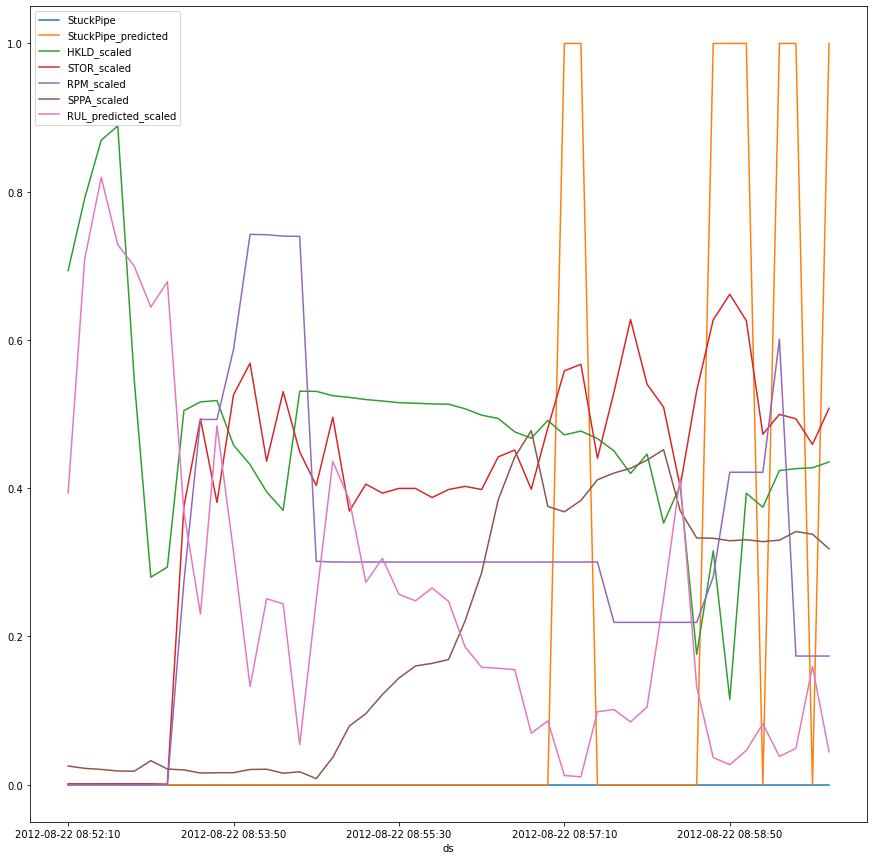 StuckPipe
StuckPipe_predicted
HKLD_scaled
STOR_scaled
RPM_scaled
SPPA_scaled
RUL_predicted_scaled
1.0
0.8
0.6
0.4
0.2
0.0
2012-08-22 08:52:10 2012-08-22 08:53:50 2012-08-22 08:55:30 2012-08-22 08:57:10 2012-08-22 08:58:50
ds